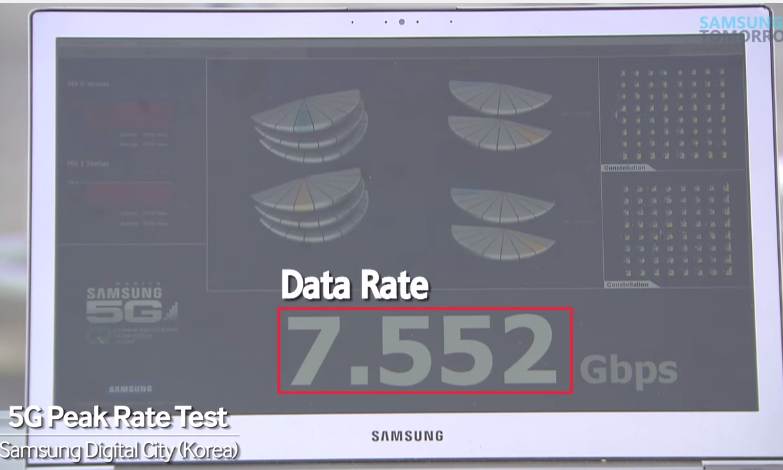 SAMSUNG
TOMORRO
Constellation
Constellation
SAMSUNG
5G
Data Rate
7.552
Gbps
SAMSUNG
5G Peak Rate Test
Samsung Digital City (Korea)
SAMSUNG